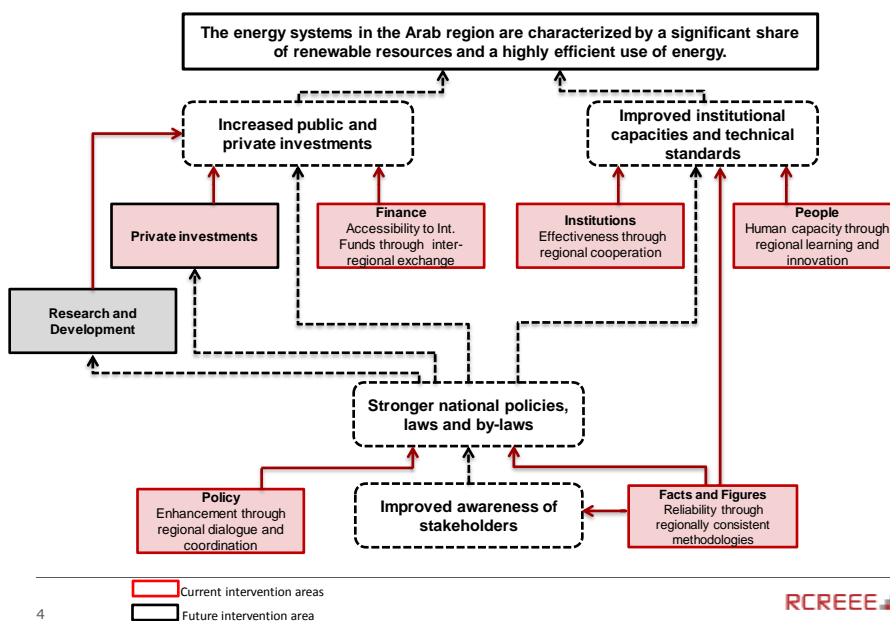 The energy systems in the Arab region are characterized by a significant share
of renewable resources and a highly efficient use of energy.
Increased public and
private investments
Improved institutional
capacities and technical
standards
Private investments
Finance
Accessibility to Int.
Funds through inter-
regional exchange
Institutions
Effectiveness through
regional cooperation
People
Human capacity through
regional learning and
innovation
Research and
Development
Stronger national policies,
laws and by-laws
Policy
Enhancement through
regional dialogue and
coordination
Improved awareness of
stakeholders
Facts and Figures
Reliability through
regionally consistent
methodologies
Current intervention areas
Future intervention area
4
RCREEE